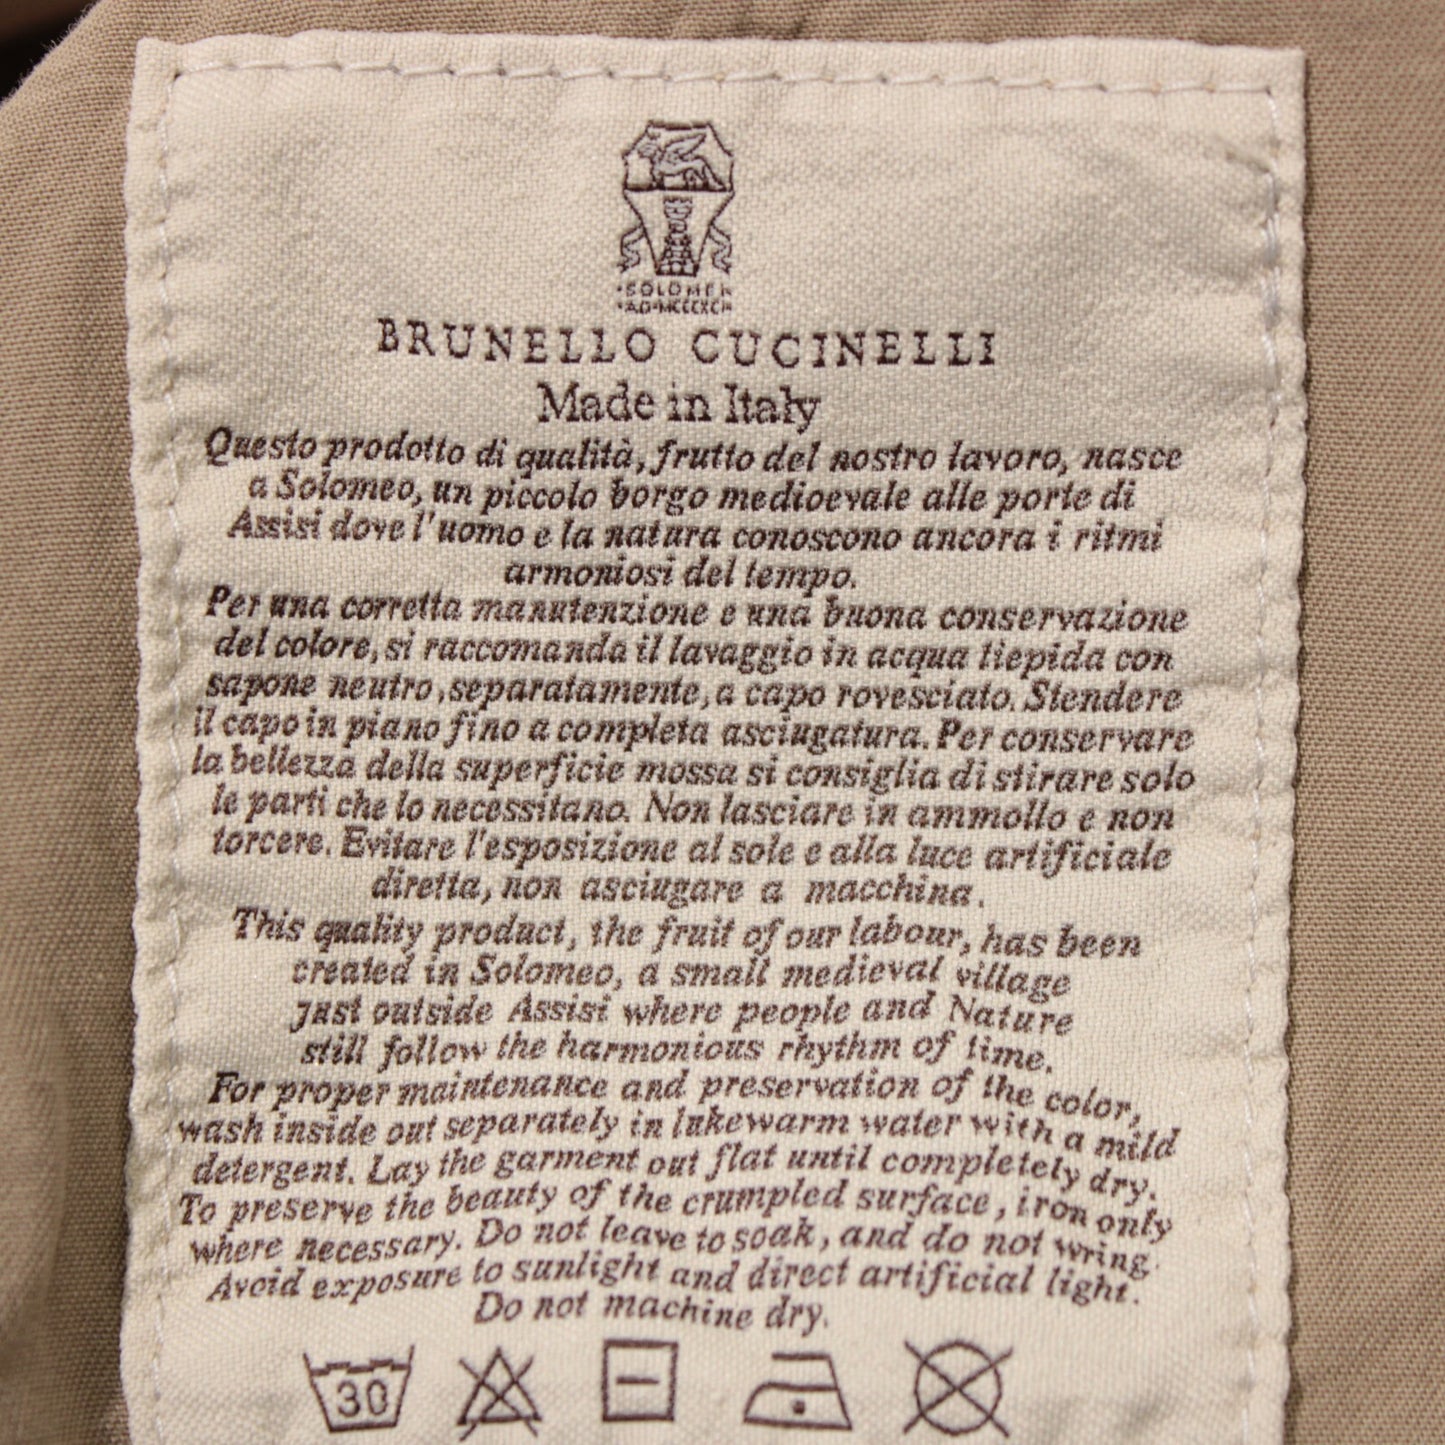 SOLOMEI
A.D MCCCXCI
BRUNELLO CUCINELLI
Made in Italy
Questo prodotto di qualità, frutto del nostro lavoro, nasce
a Solomeo, un piccolo borgo medioevale alle porte di
Assisi dove l'uomo e la natura conoscono ancora i ritmi
armoniosi del tempo.
Per una corretta manutenzione e una buona conservazione
del colore, si raccomanda il lavaggio in acqua tiepida con
sapone neutro, separatamente, a capo rovesciato. Stendere
il capo in piano fino a completa asciugatura. Per conservare
la bellezza della superficie mossa si consiglia di stirare solo
le parti che lo necessitano. Non lasciare in ammollo e non
torcere. Evitare l'esposizione al sole e alla luce artificiale
diretta, non asciugare a macchina.
This quality product, the fruit of our labour, has been
created in Solomeo, a small medieval village
just outside Assisi where people and Nature
still follow the harmonious rhythm of time.
For proper maintenance and preservation of the color,
wash inside out separately in lukewarm water with a mild
detergent. Lay the garment out flat until completely dry.
To preserve the beauty of the crumpled surface, iron only
where necessary. Do not leave to soak, and do not wring.
Avoid exposure to sunlight and direct artificial light.
Do not machine dry.
30